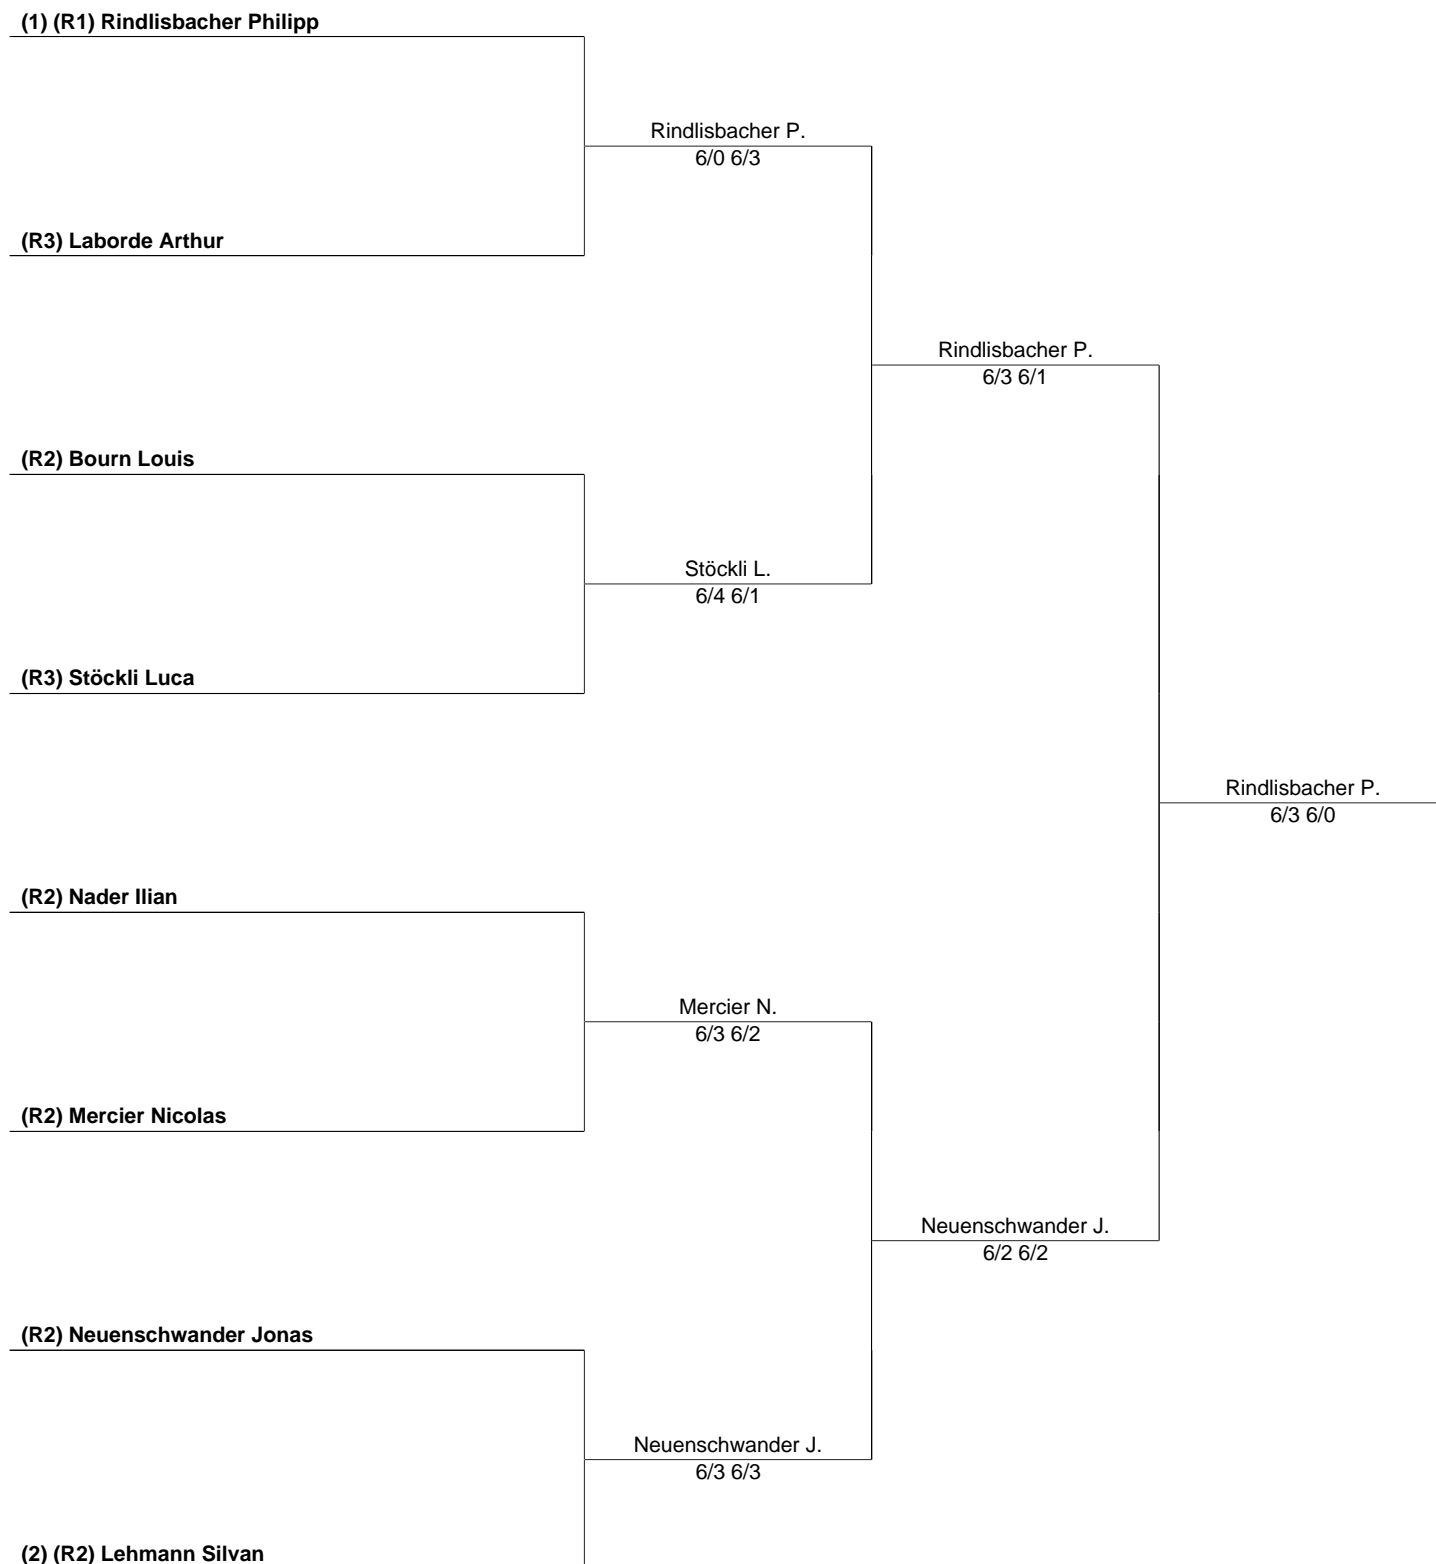 (1) (R1) Rindlisbacher Philipp
Rindlisbacher P.
6/0 6/3
(R3) Laborde Arthur
Rindlisbacher P.
6/3 6/1
(R2) Bourn Louis
Stöckli L.
6/4 6/1
(R3) Stöckli Luca
Rindlisbacher P.
6/3 6/0
(R2) Nader Ilian
Mercier N.
6/3 6/2
(R2) Mercier Nicolas
Neuenschwander J.
6/2 6/2
(R2) Neuenschwander Jonas
Neuenschwander J.
6/3 6/3
(2) (R2) Lehmann Silvan